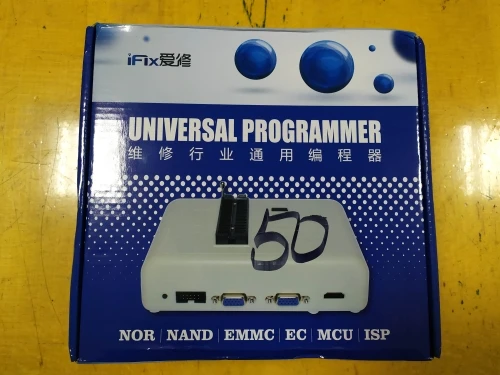 iFix爱修
UNIVERSAL PROGRAMMER
维修行业通用编程器
50
NOR | NAND | EMMC | EC | MCU | ISP